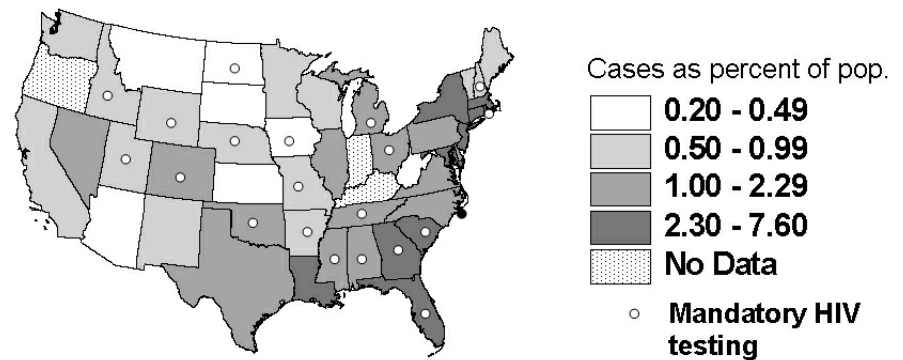 Cases as percent of pop.
0.20 - 0.49
0.50 - 0.99
1.00 - 2.29
2.30 - 7.60
No Data
Mandatory HIV
testing